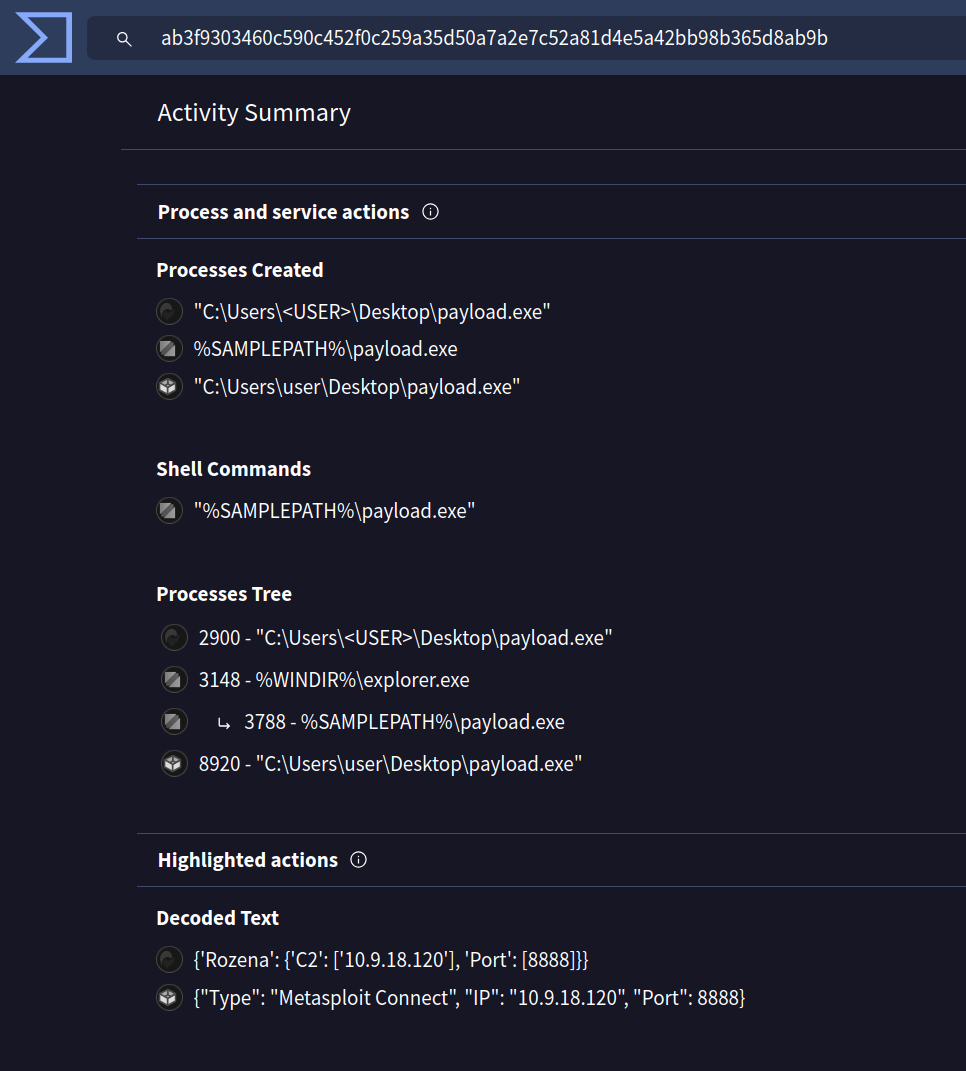 ab3f9303460c590c452f0c259a35d50a7a2e7c52a81d4e5a42bb98b365d8ab9b
Activity Summary
Process and service actions
Processes Created
"C:\Users\<USER>\Desktop\payload.exe"
%SAMPLEPATH%\payload.exe
"C:\Users\user\Desktop\payload.exe"
Shell Commands
"%SAMPLEPATH%\payload.exe"
Processes Tree
2900 - "C:\Users\<USER>\Desktop\payload.exe"
3148 - %WINDIR%\explorer.exe
3788 - %SAMPLEPATH%\payload.exe
8920 - "C:\Users\user\Desktop\payload.exe"
Highlighted actions
Decoded Text
{'Rozena': {'C2': ['10.9.18.120'], 'Port': [8888]}}
{"Type": "Metasploit Connect", "IP": "10.9.18.120", "Port": 8888}